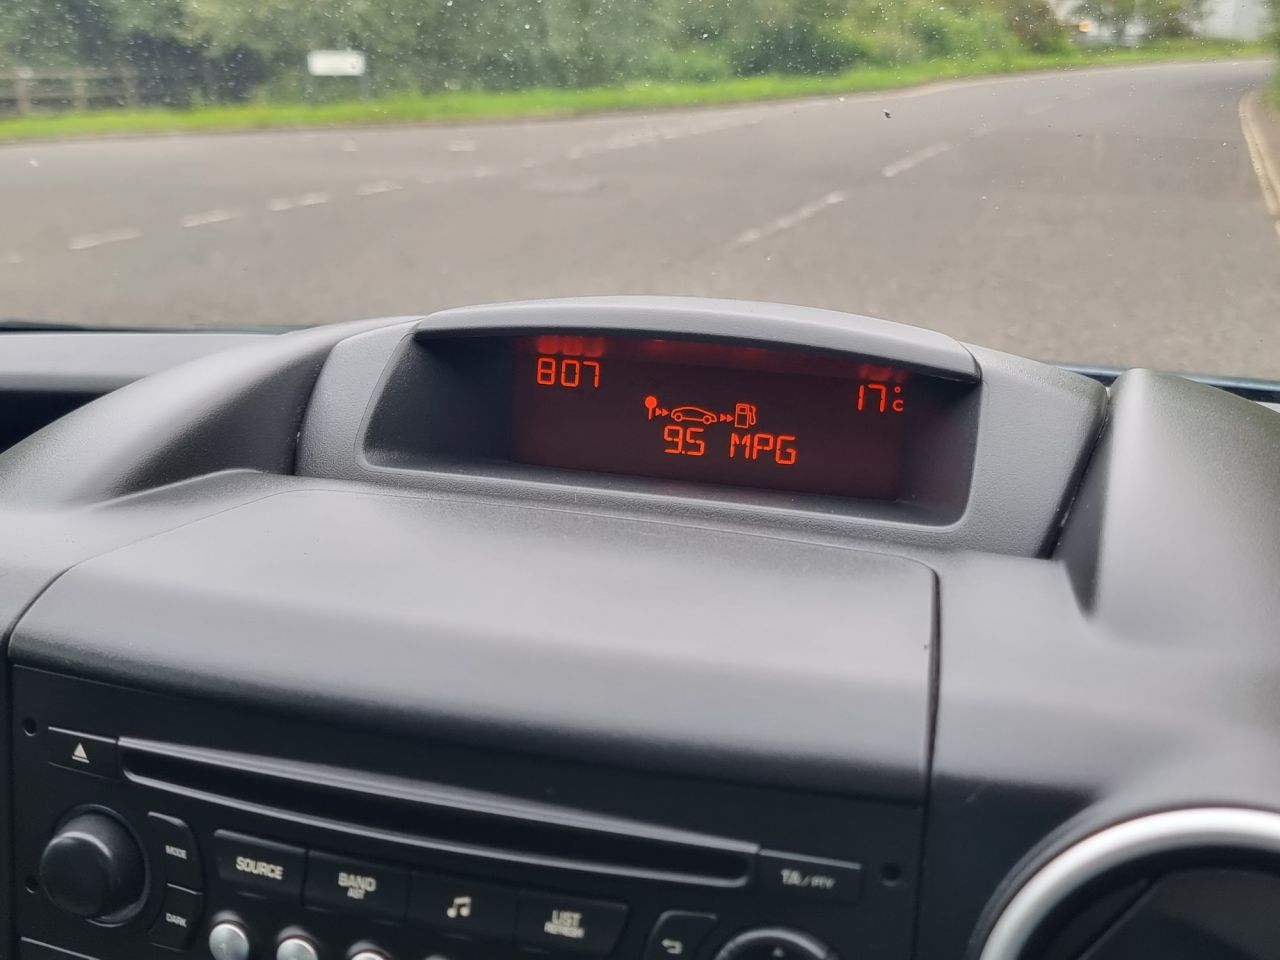 807
17°C
9.5 MPG
MODE
SOURCE
BAND
AST
LIST
REFRESH
TA/PTY
DARK